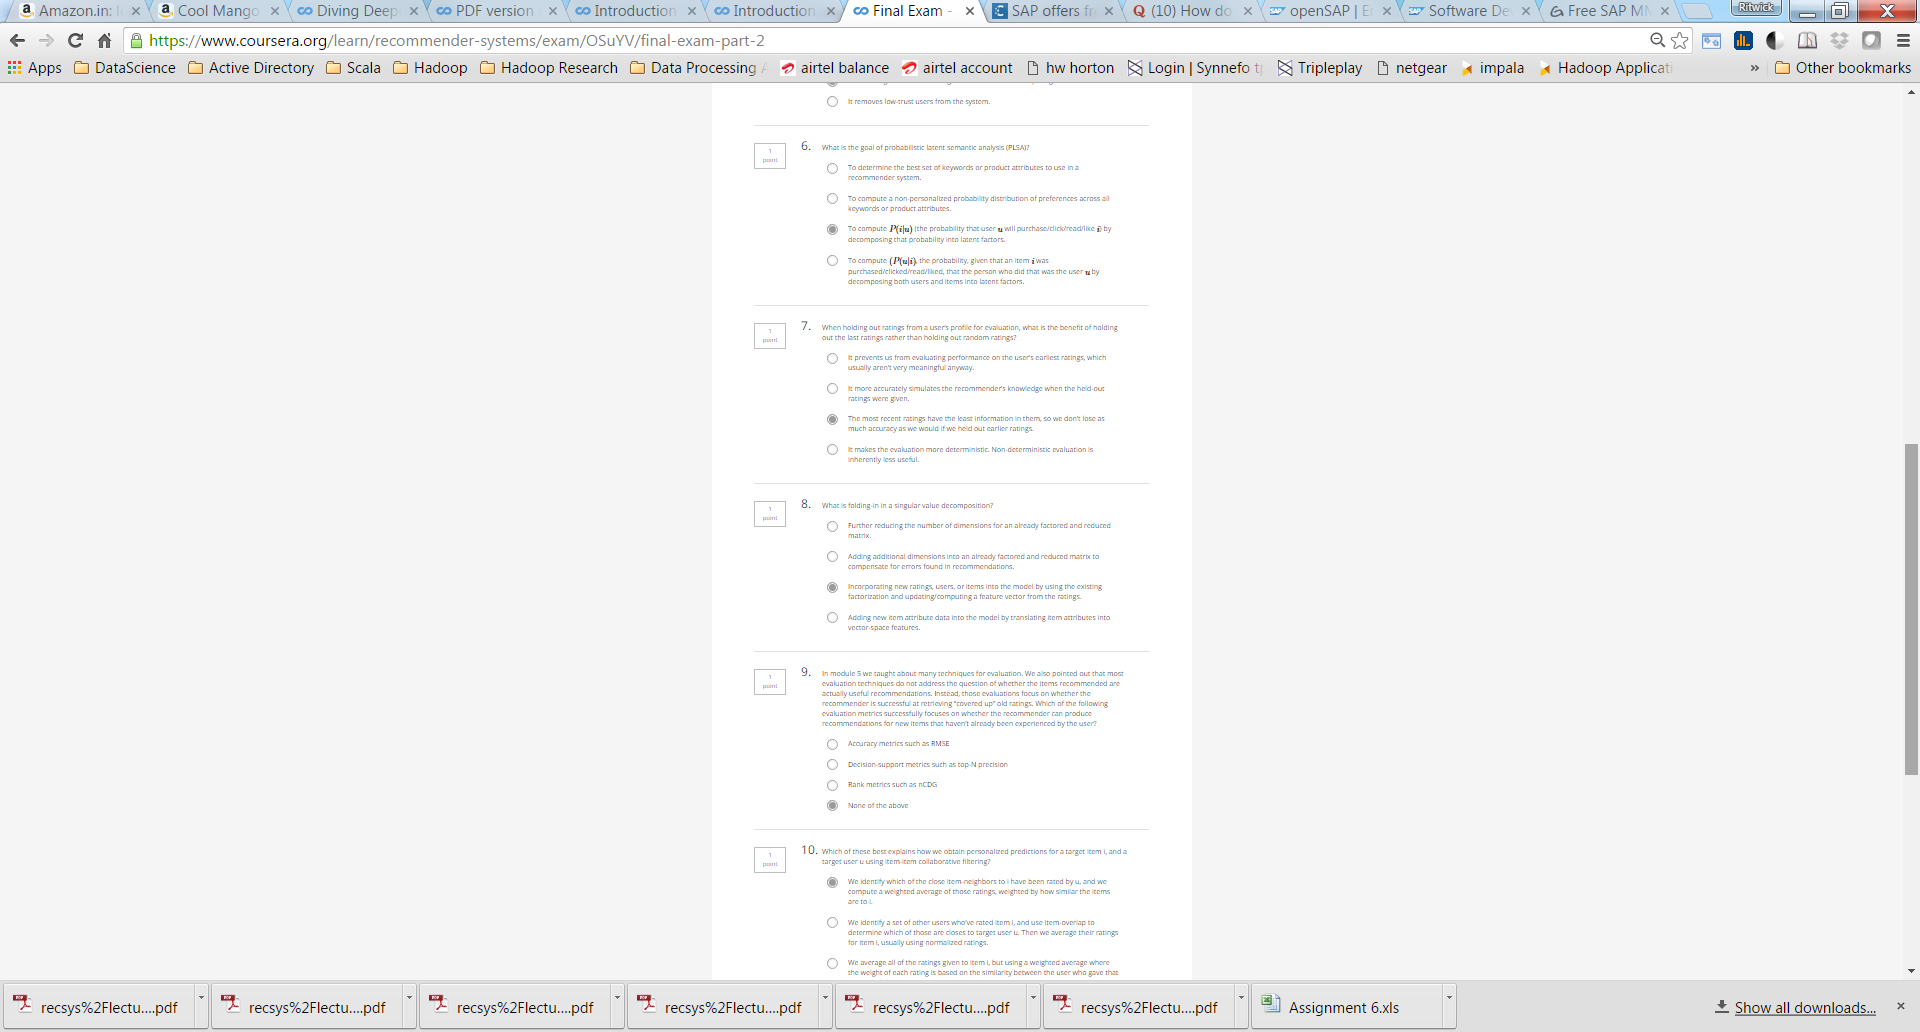 Amazon.in:
Cool Mango
Diving Deep
PDF version
Introduction
Introduction
Final Exam -
SAP offers fr
(10) How do
openSAP | E
Software De
Free SAP MM
Ritwick
https://www.coursera.org/learn/recommender-systems/exam/OSuYV/final-exam-part-2
Apps
DataScience
Active Directory
Scala
Hadoop
Hadoop Research
Data Processing
airtel balance
airtel account
hw horton
Login | Synnefo
Tripleplay
netgear
impala
Hadoop Applicati
»
Other bookmarks
It removes low-trust users from the system.
1
point
6. What is the goal of probabilistic latent semantic analysis (PLSA)?
To determine the best set of keywords or product attributes to use in a
recommender system.
To compute a non-personalized probability distribution of preferences across all
keywords or product attributes.
To compute P(i|u) (the probability that user u will purchase/click/read/like i) by
decomposing that probability into latent factors.
To compute (P(u|i), the probability, given that an item i was
purchased/clicked/read/liked, that the person who did that was the user u by
decomposing both users and items into latent factors.
1
point
7. When holding out ratings from a user's profile for evaluation, what is the benefit of holding
out the last ratings rather than holding out random ratings?
It prevents us from evaluating performance on the user's earliest ratings, which
usually aren't very meaningful anyway.
It more accurately simulates the recommender's knowledge when the held-out
ratings were given.
The most recent ratings have the least information in them, so we don't lose as
much accuracy as we would if we held out earlier ratings.
It makes the evaluation more deterministic. Non-deterministic evaluation is
inherently less useful.
1
point
8. What is folding-in in a singular value decomposition?
Further reducing the number of dimensions for an already factored and reduced
matrix.
Adding additional dimensions into an already factored and reduced matrix to
compensate for errors found in recommendations.
Incorporating new ratings, users, or items into the model by using the existing
factorization and updating/computing a feature vector from the ratings.
Adding new item attribute data into the model by translating item attributes into
vector-space features.
1
point
9. In module 5 we taught about many techniques for evaluation. We also pointed out that most
evaluation techniques do not address the question of whether the items recommended are
actually useful recommendations. Instead, those evaluations focus on whether the
recommender is successful at retrieving "covered up" old ratings. Which of the following
evaluation metrics successfully focuses on whether the recommender can produce
recommendations for new items that haven't already been experienced by the user?
Accuracy metrics such as RMSE
Decision-support metrics such as top-N precision
Rank metrics such as nCDG
None of the above
1
point
10. Which of these best explains how we obtain personalized predictions for a target item i, and a
target user u using item-item collaborative filtering?
We identify which of the close item-neighbors to i have been rated by u, and we
compute a weighted average of those ratings, weighted by how similar the items
are to i.
We identify a set of other users who've rated item i, and use item-overlap to
determine which of those are closes to target user u. Then we average their ratings
for item i, usually using normalized ratings.
We average all of the ratings given to item i, but using a weighted average where
the weight of each rating is based on the similarity between the user who gave that
recsys%2Flectu....pdf
recsys%2Flectu....pdf
recsys%2Flectu....pdf
recsys%2Flectu....pdf
recsys%2Flectu....pdf
recsys%2Flectu....pdf
Assignment 6.xls
Show all downloads...